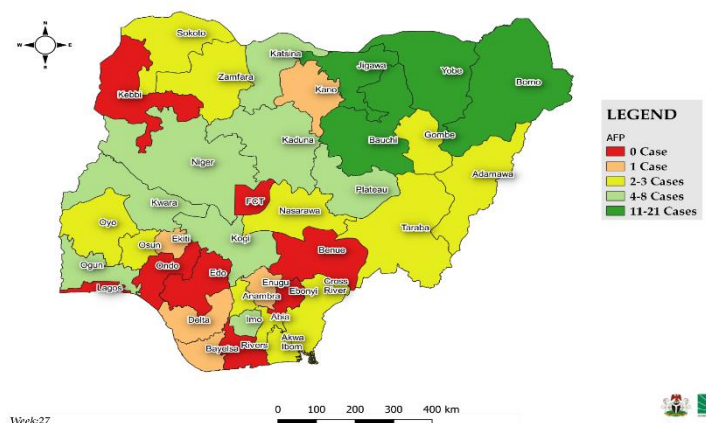 N
W
E
S
Sokoto
Katsina
Jigawa
Yobe
Borno
Zamfara
Kano
Kebbi
Kaduna
Bauchi
Gombe
Niger
Adamawa
Plateau
FCT
Kwara
Nasarawa
Oyo
Taraba
Kogi
Osun
Ekiti
Benue
Ogun
Ondo
Edo
Lagos
Enugu
Ebonyi
Cross
River
Anambra
Delta
Imo
Abia
Bayelsa
Rivers
Akwa
Ibom
LEGEND
AFP
0 Case
1 Case
2-3 Cases
4-8 Cases
11-21 Cases
Week:27
0 100 200 300 400 km